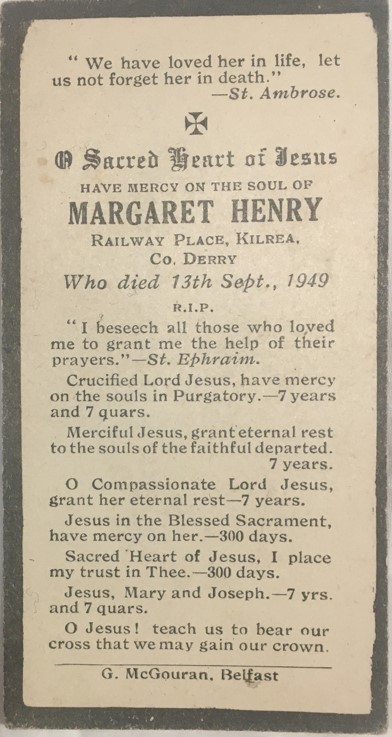 “ We have loved her in life, let
us not forget her in death.”
—St. Ambrose.
O Sacred Heart of Jesus
HAVE MERCY ON THE SOUL OF
MARGARET HENRY
RAILWAY PLACE, KILREA,
CO. DERRY
Who died 13th Sept., 1949
R.I.P.
“ I beseech all those who loved
me to grant me the help of their
prayers.”—St. Ephraim.
Crucified Lord Jesus, have mercy
on the souls in Purgatory.—7 years
and 7 quars.
Merciful Jesus, grant eternal rest
to the souls of the faithful departed.
7 years.
O Compassionate Lord Jesus,
grant her eternal rest—7 years.
Jesus in the Blessed Sacrament,
have mercy on her.—300 days.
Sacred Heart of Jesus, I place
my trust in Thee.—300 days.
Jesus, Mary and Joseph.—7 yrs.
and 7 quars.
O Jesus! teach us to bear our
cross that we may gain our crown.
G. McGouran, Belfast